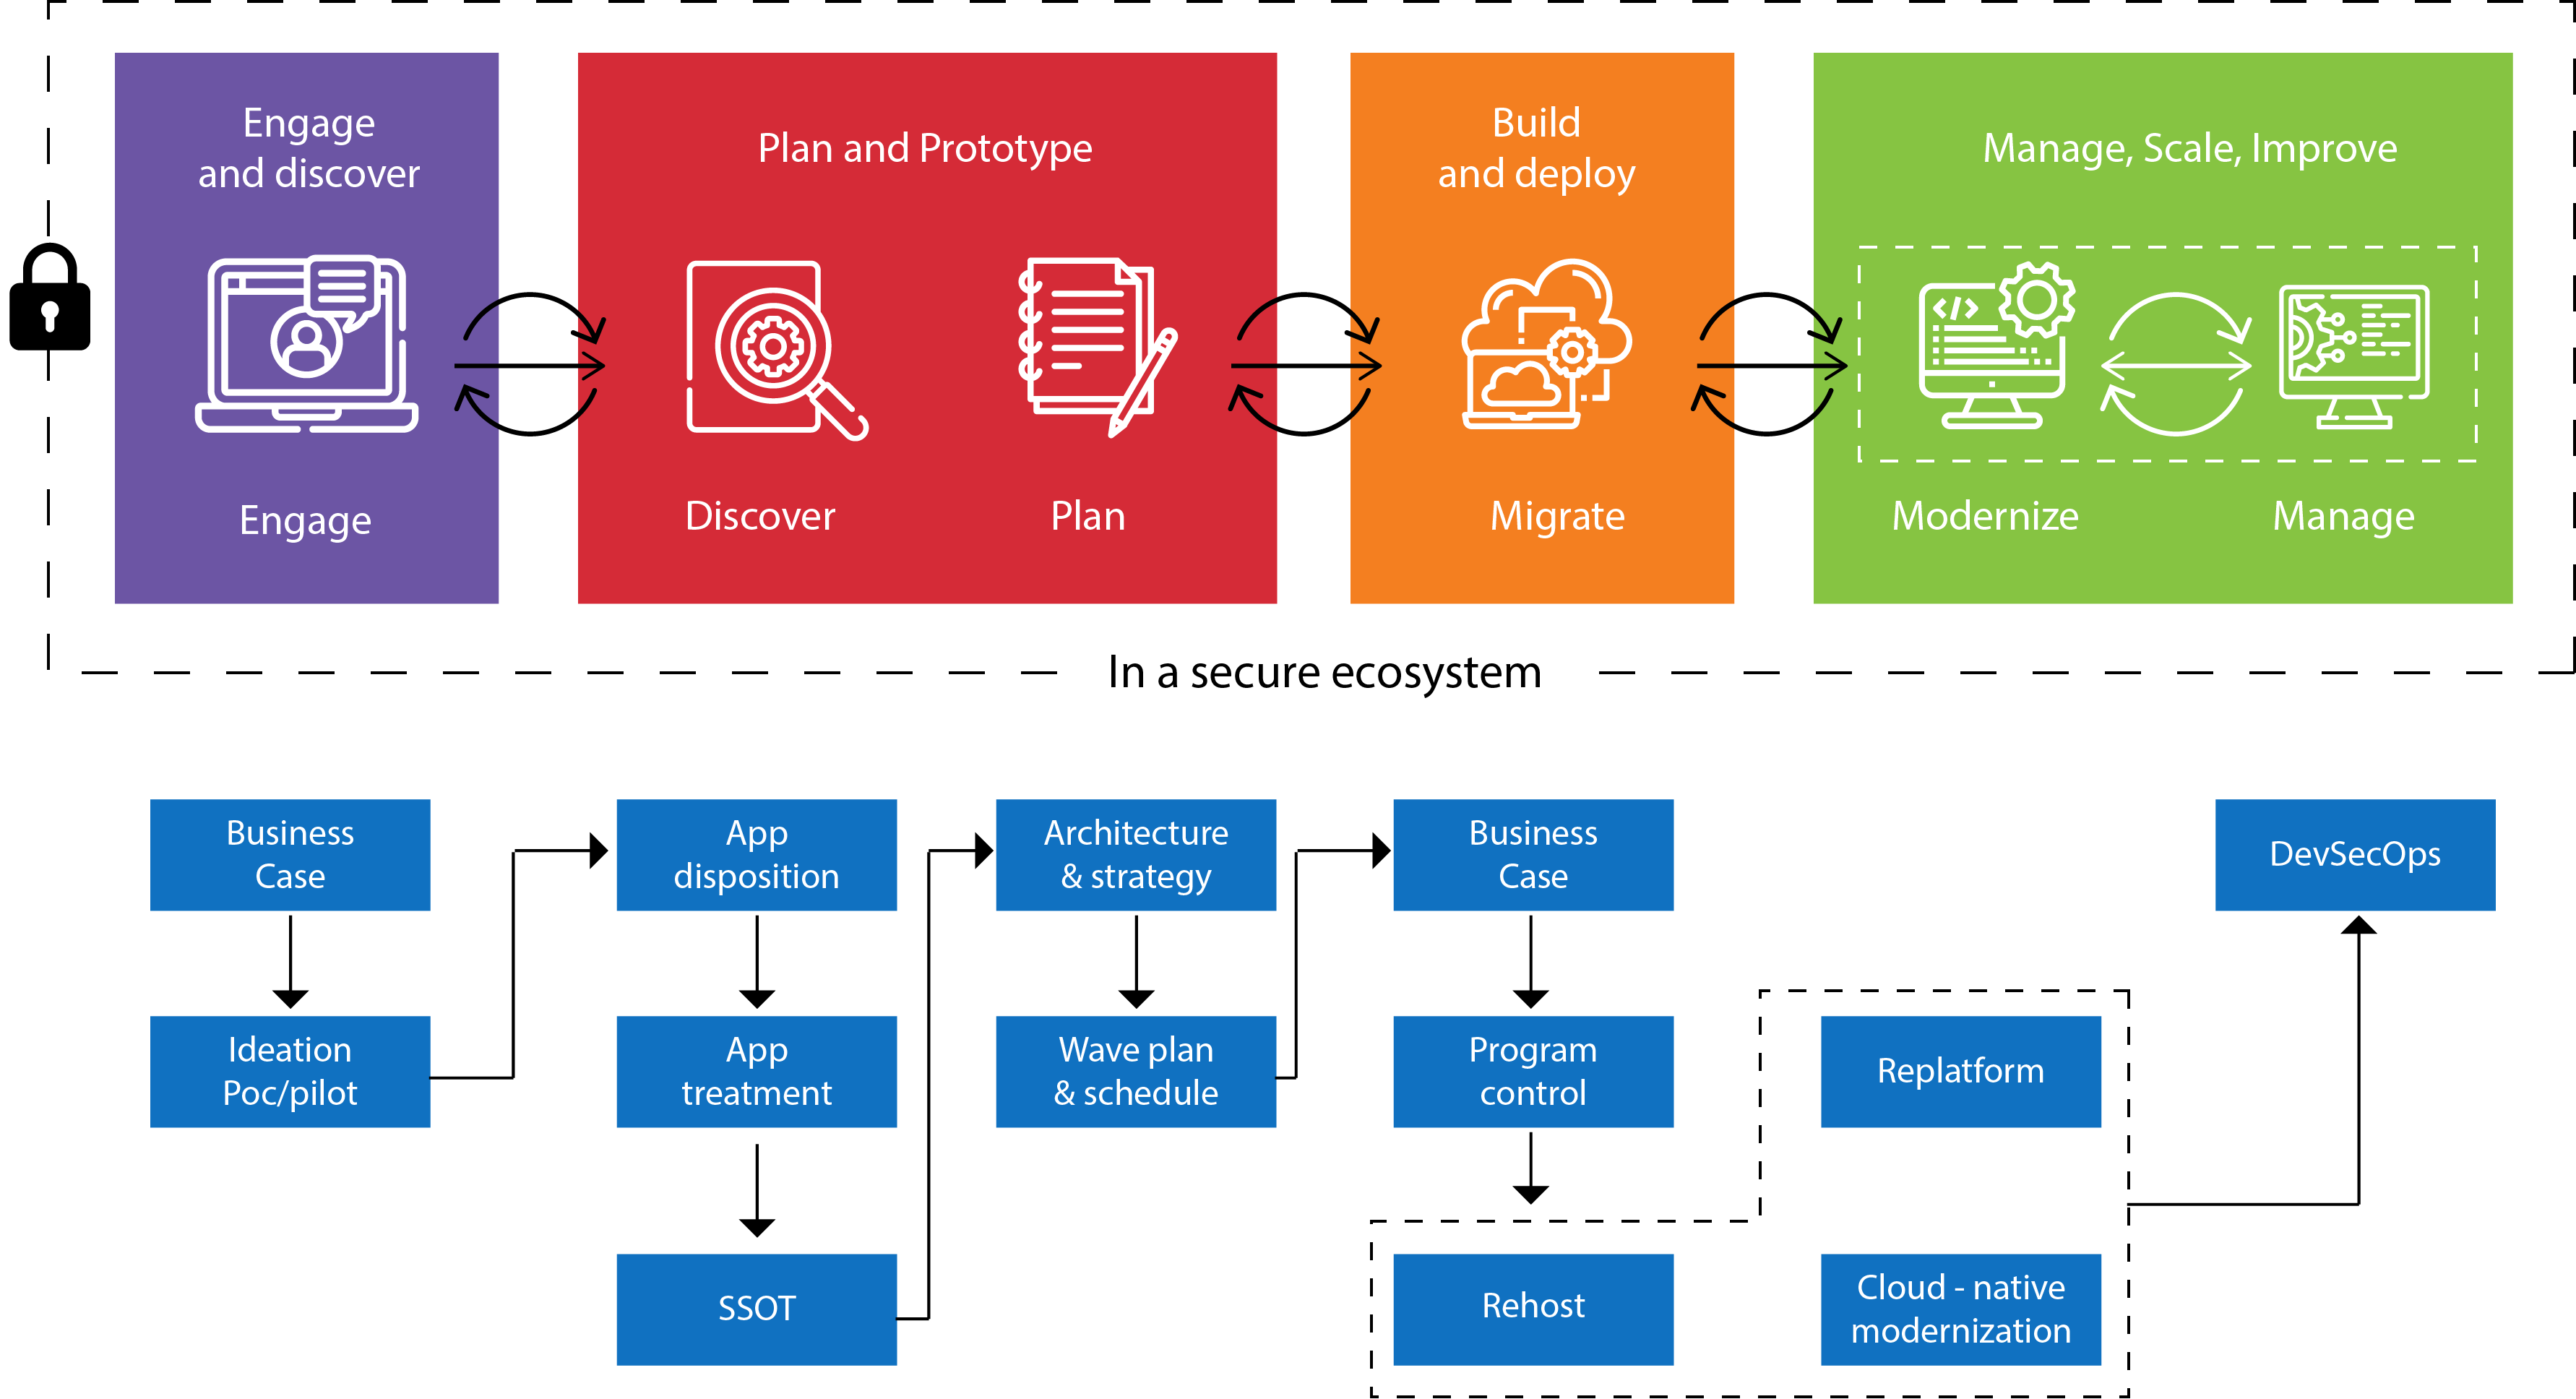 Engage
and discover
Plan and Prototype
Build
and deploy
Manage, Scale, Improve
Engage
Discover
Plan
Migrate
Modernize
Manage
In a secure ecosystem
Business
Case
App
disposition
Architecture
& strategy
Business
Case
DevSecOps
Ideation
Poc/pilot
App
treatment
Wave plan
& schedule
Program
control
Replatform
SSOT
Rehost
Cloud - native
modernization